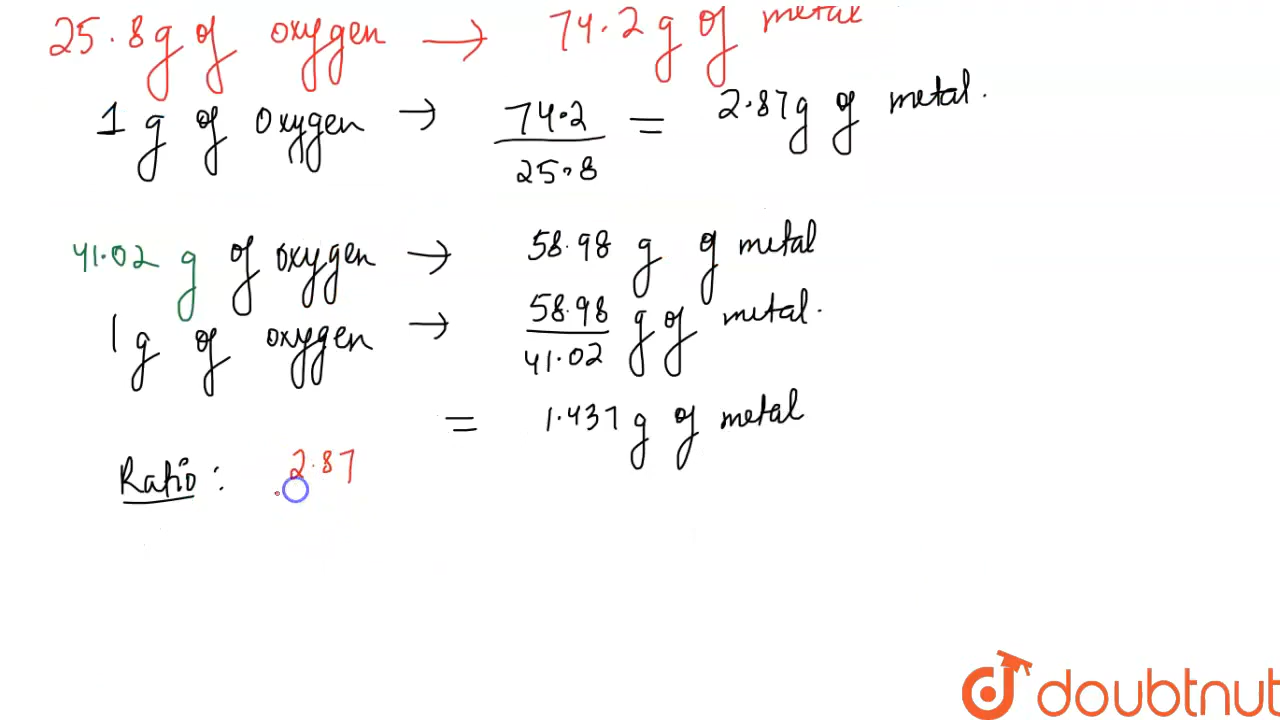 25.8g of oxygen → 74.2 g of metal
1 g of oxygen → 74.2 / 25.8 = 2.87g of metal.
41.02 g of oxygen → 58.98 g of metal
1 g of oxygen → 58.98 / 41.02 g of metal.
= 1.437 g of metal
Ratio: 2.87
doubtnut